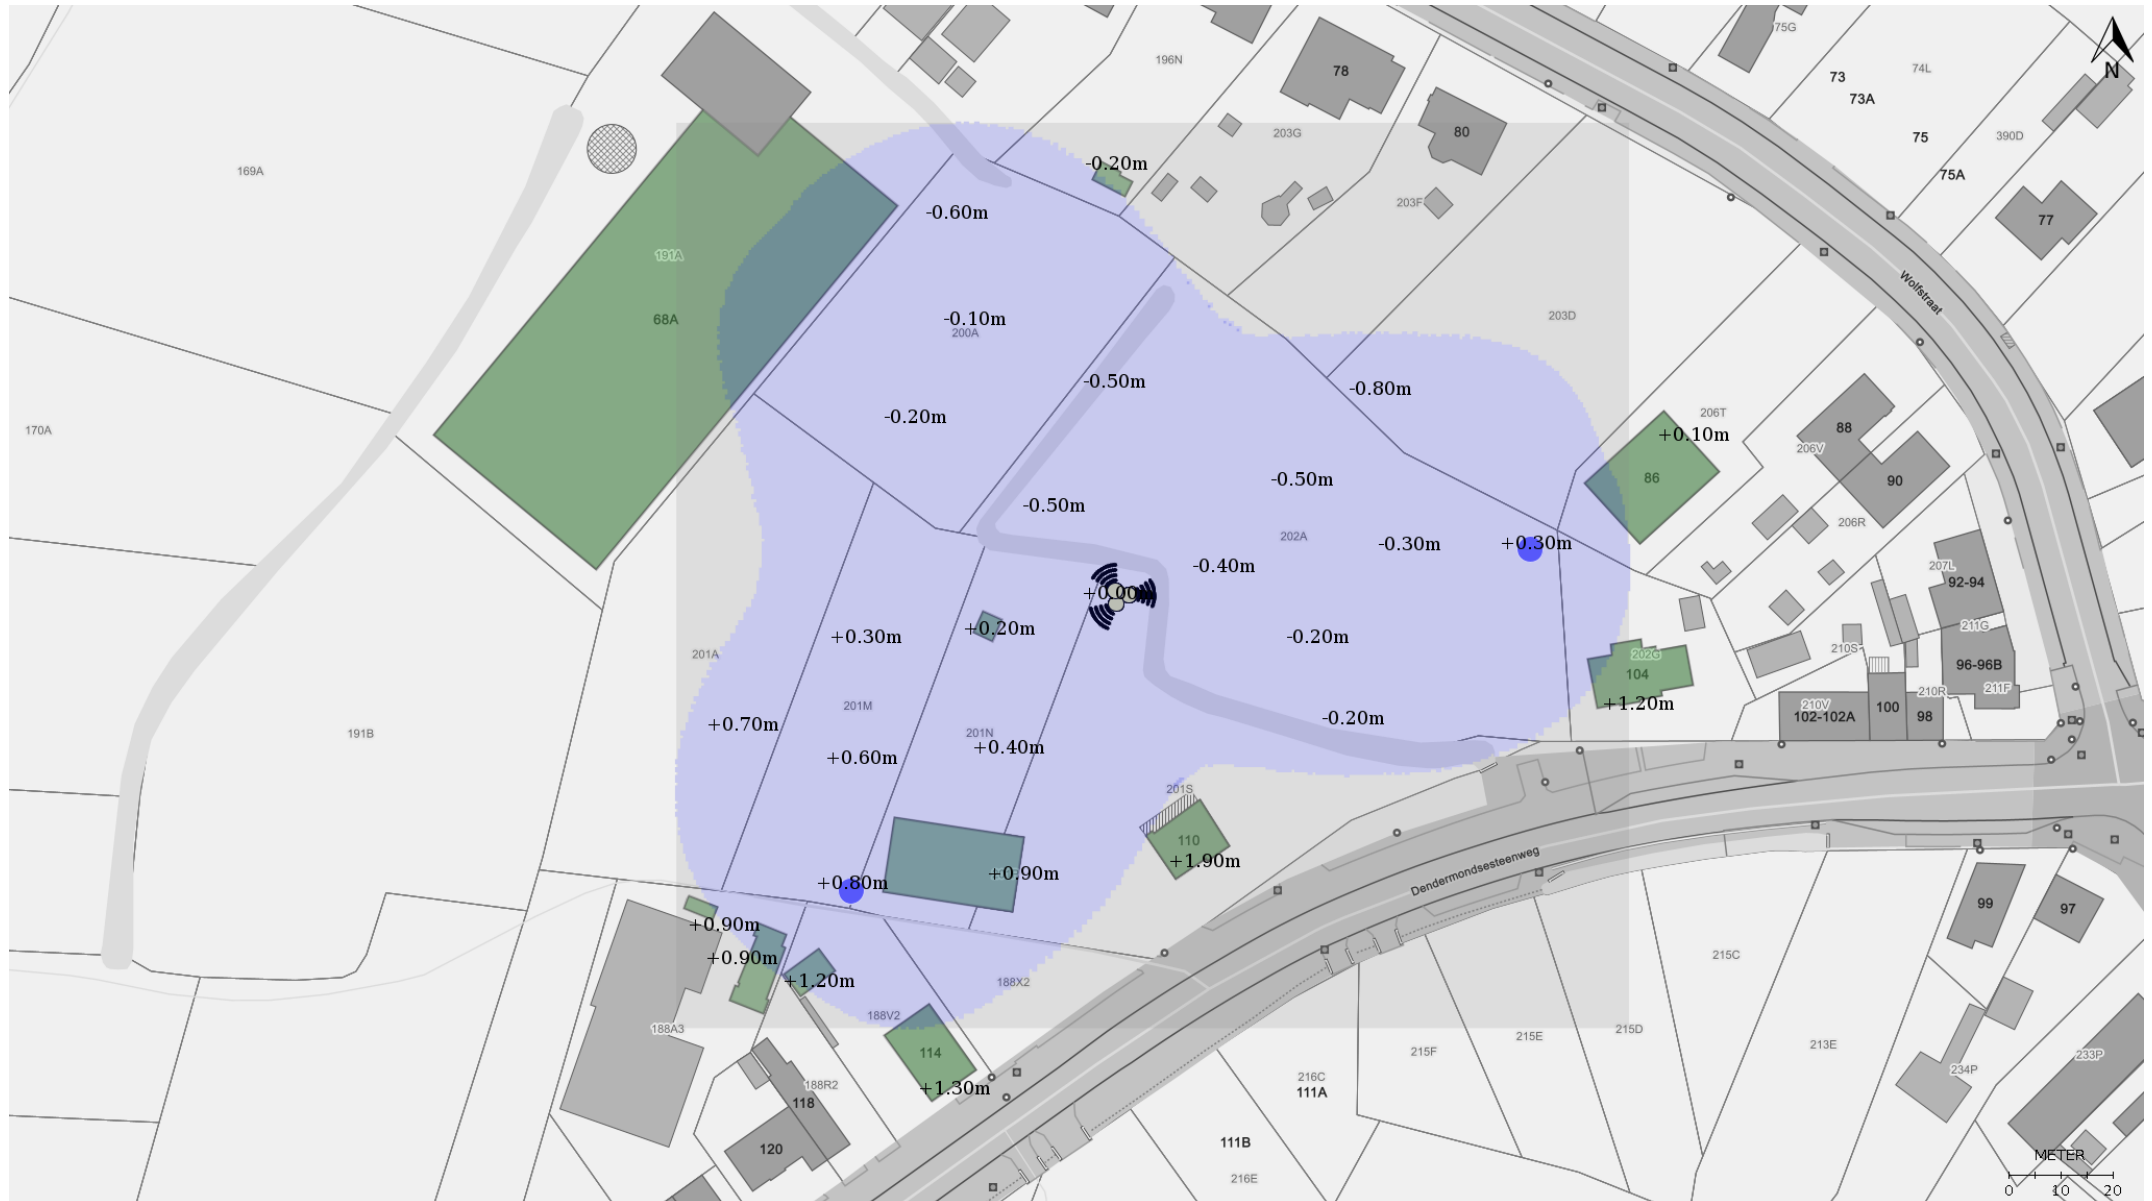 75G
196N
78
74L
73
73A
N
203G
80
75
390D
-0.20m
169A
75A
203F
-0.60m
77
191A
Wolfstraat
68A
-0.10m
200A
203D
-0.50m
-0.80m
-0.20m
206T
170A
+0.10m
88
206V
-0.50m
86
90
-0.50m
206R
202A
-0.30m
+0.30m
-0.40m
207L
92-94
+0.30m
+0.20m
-0.20m
211G
201A
210S
202G
96-96B
104
211F
210R
201M
+1.20m
210V
100
102-102A
98
+0.70m
-0.20m
191B
201N
+0.40m
+0.60m
201S
110
+1.90m
Dendermondsesteenweg
+0.90m
+0.80m
99
97
+0.90m
+0.90m
215C
+1.20m
188X2
188V2
188A3
215E
215D
213E
114
215F
233P
234P
216C
188R2
+1.30m
111A
118
111B
120
216E
METER
0 10 20